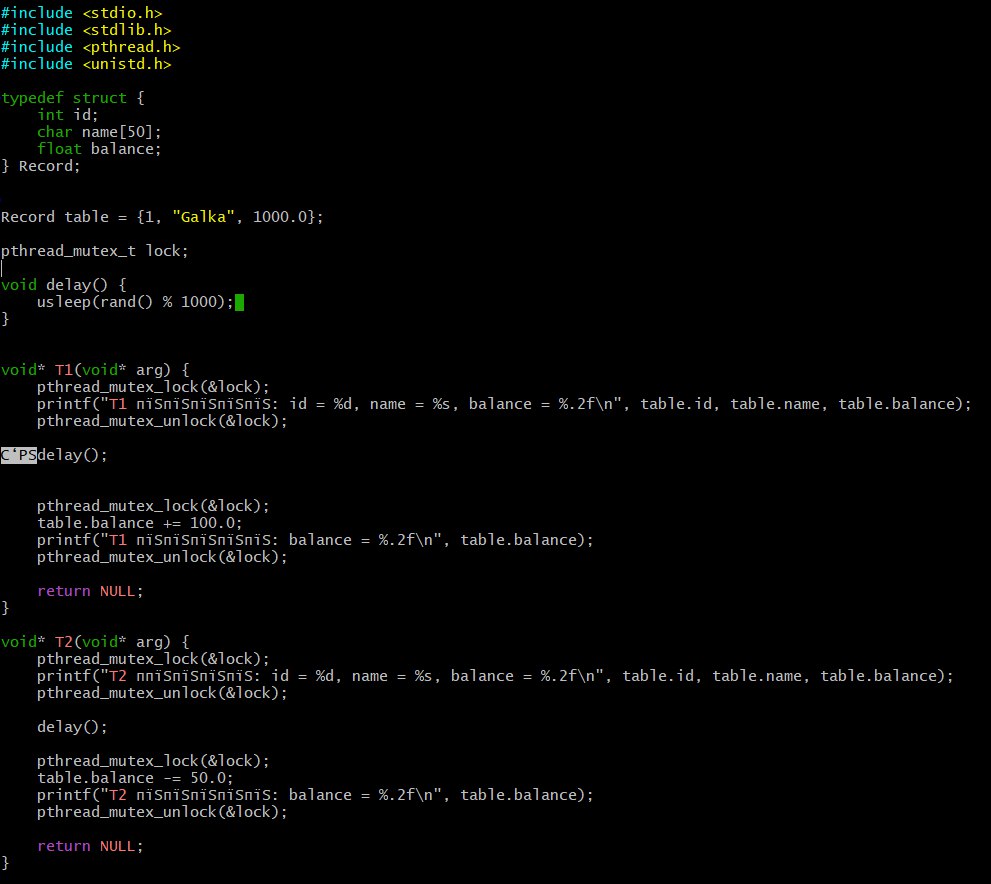 #include <stdio.h>
#include <stdlib.h>
#include <pthread.h>
#include <unistd.h>
typedef struct {
    int id;
    char name[50];
    float balance;
} Record;
Record table = {1, "Galka", 1000.0};
pthread_mutex_t lock;
void delay() {
    usleep(rand() % 1000);
}
void* T1(void* arg) {
    pthread_mutex_lock(&lock);
    printf("T1 пїSпїSпїSпїSпїS: id = %d, name = %s, balance = %.2f\n", table.id, table.name, table.balance);
    pthread_mutex_unlock(&lock);
С‘PSdelay();
    pthread_mutex_lock(&lock);
    table.balance += 100.0;
    printf("T1 пїSпїSпїSпїSпїS: balance = %.2f\n", table.balance);
    pthread_mutex_unlock(&lock);
    return NULL;
}
void* T2(void* arg) {
    pthread_mutex_lock(&lock);
    printf("T2 ппїSпїSпїSпїS: id = %d, name = %s, balance = %.2f\n", table.id, table.name, table.balance);
    pthread_mutex_unlock(&lock);
    delay();
    pthread_mutex_lock(&lock);
    table.balance -= 50.0;
    printf("T2 пїSпїSпїSпїSпїS: balance = %.2f\n", table.balance);
    pthread_mutex_unlock(&lock);
    return NULL;
}